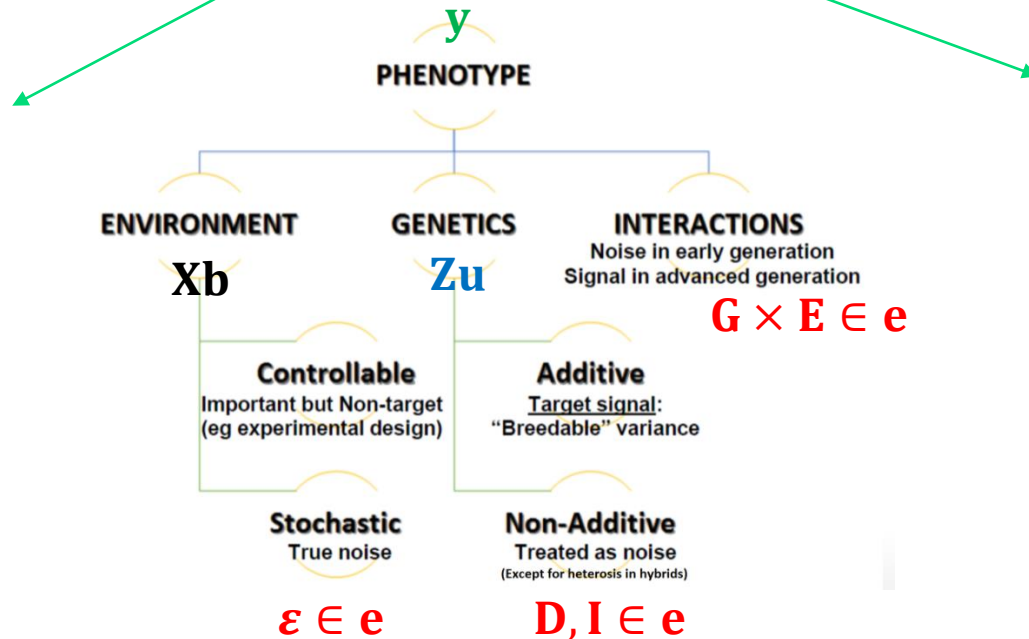 y
PHENOTYPE
ENVIRONMENT
Xb
GENETICS
Zu
INTERACTIONS
Noise in early generation
Signal in advanced generation
G × E ∈ e
Controllable
Important but Non-target
(eg experimental design)
Additive
Target signal:
“Breedable” variance
Stochastic
True noise
ε ∈ e
Non-Additive
Treated as noise
(Except for heterosis in hybrids)
D, I ∈ e